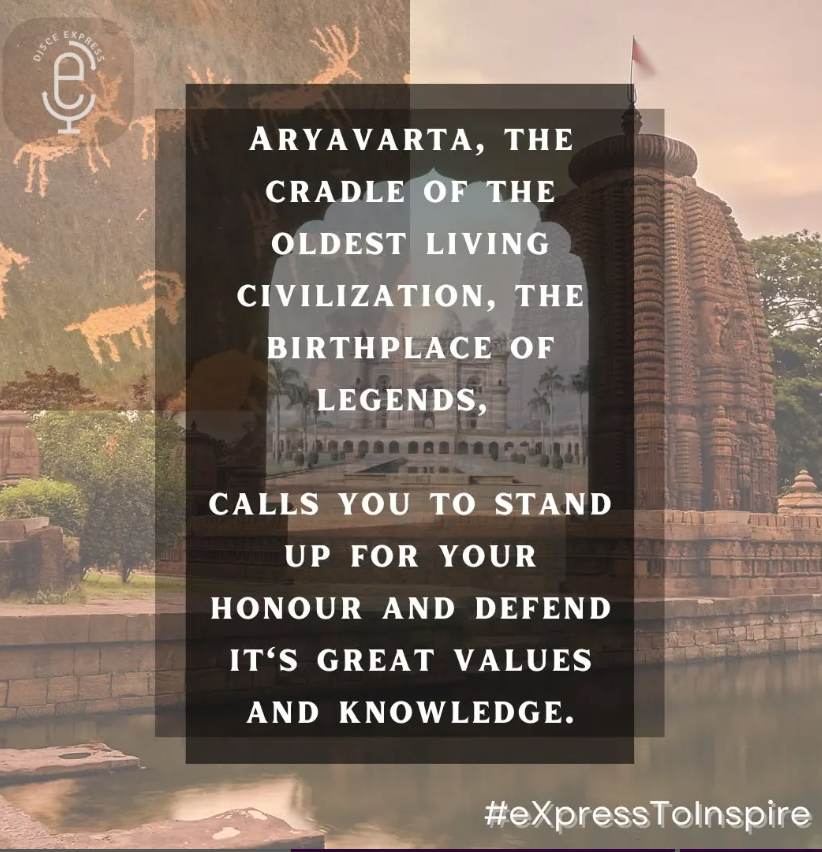 DISCE EXPRESS
e
ARYAVARTA, THE
CRADLE OF THE
OLDEST LIVING
CIVILIZATION, THE
BIRTHPLACE OF
LEGENDS,
CALLS YOU TO STAND
UP FOR YOUR
HONOUR AND DEFEND
IT‘S GREAT VALUES
AND KNOWLEDGE.
#eXpressToInspire